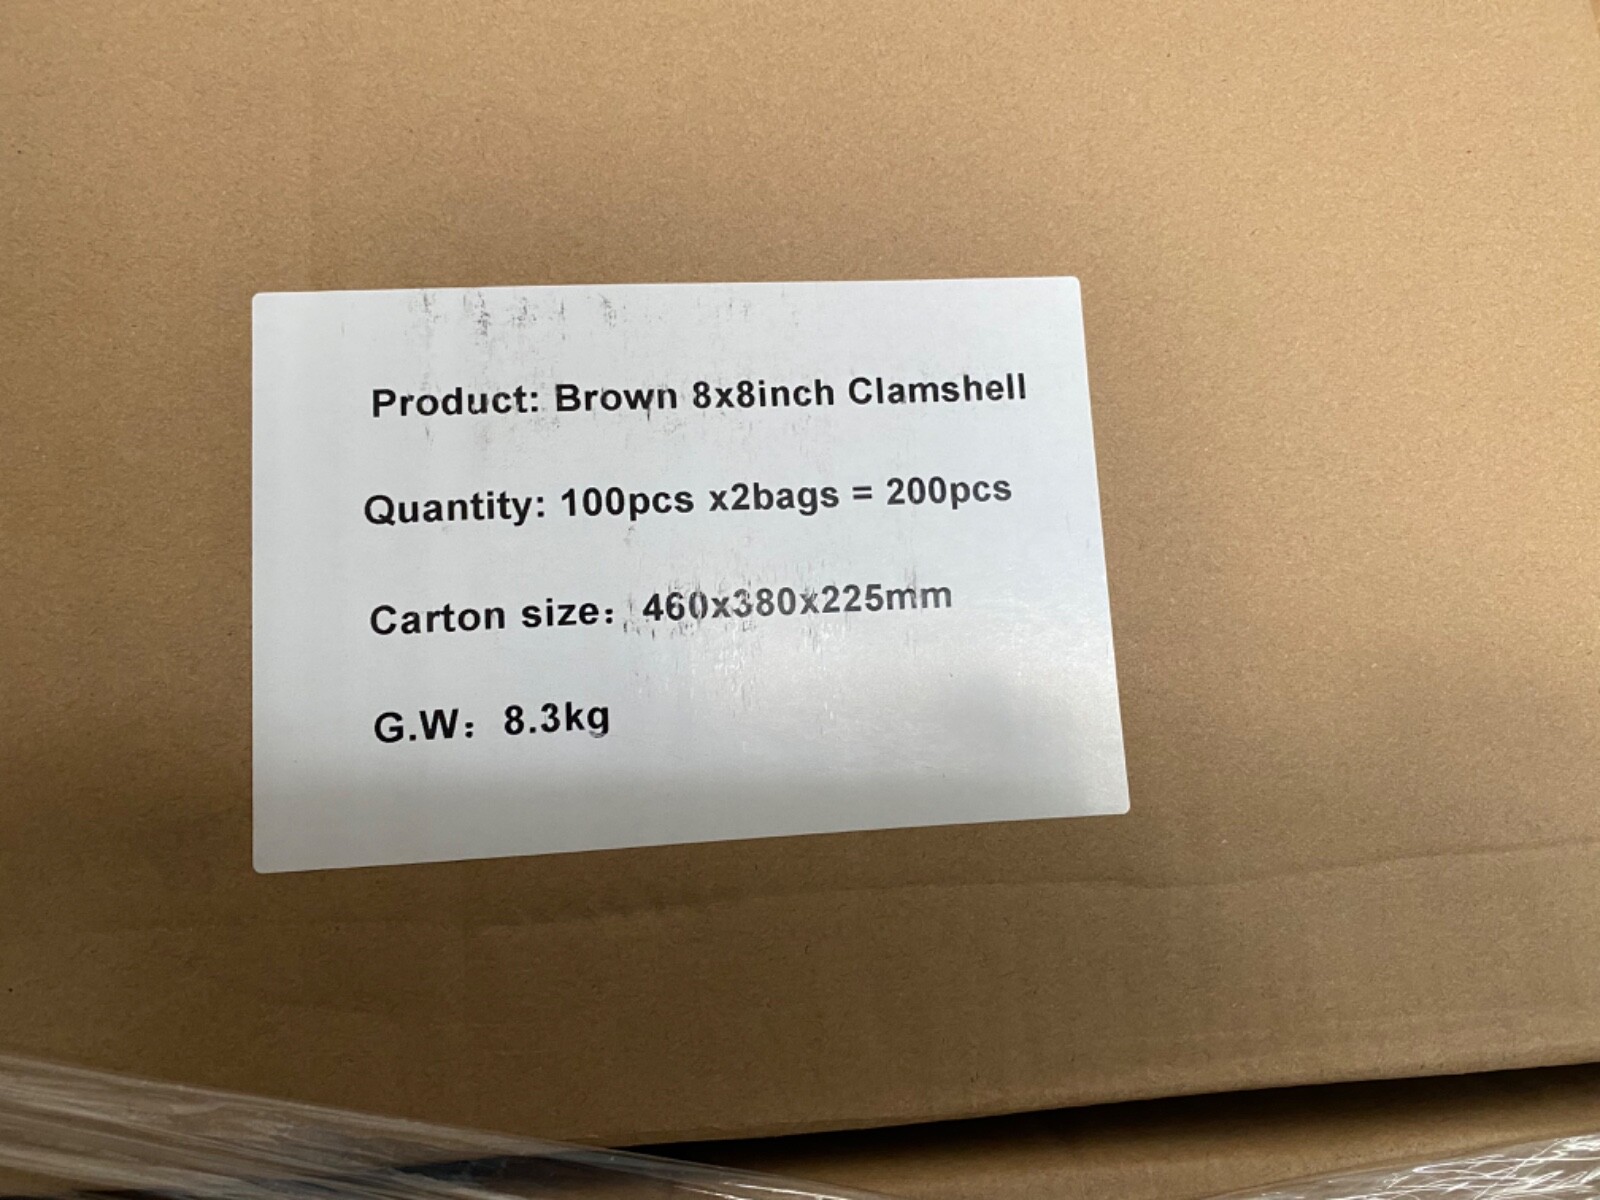 Product: Brown 8x8inch Clamshell
Quantity: 100pcs x2bags = 200pcs
Carton size： 460x380x225mm
G.W： 8.3kg